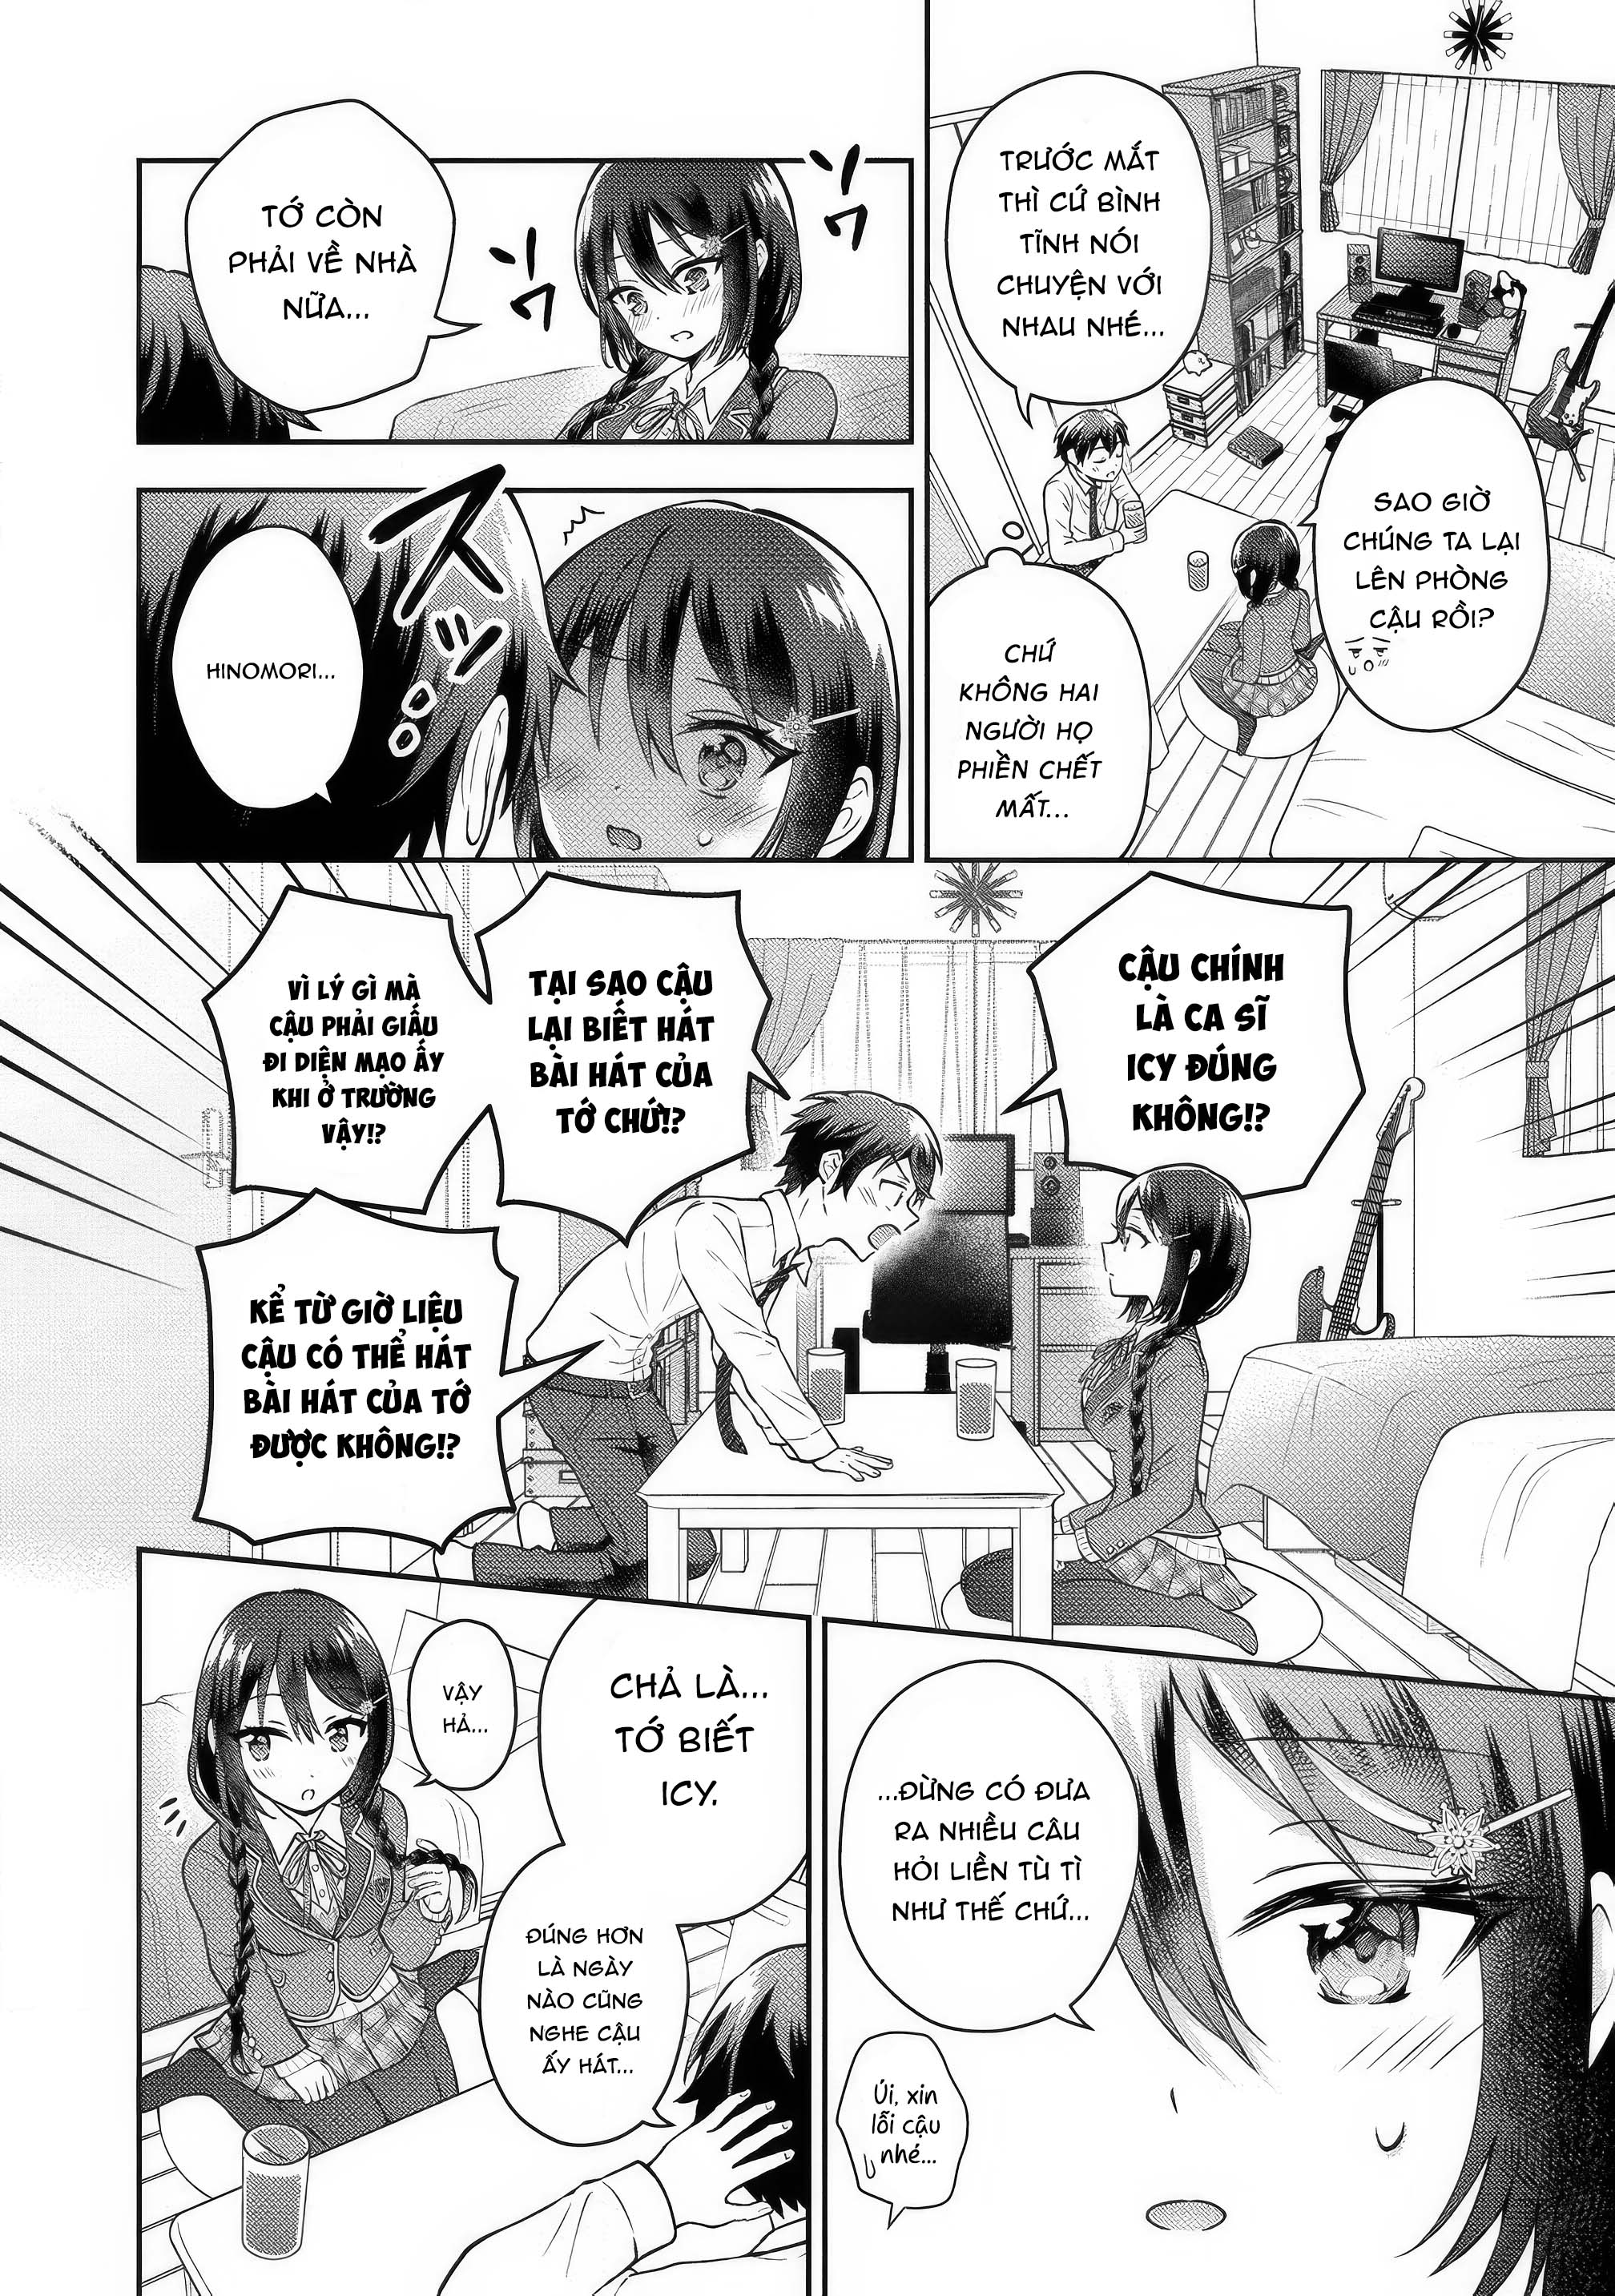 TRƯỚC MẮT
THÌ CỨ BÌNH
TĨNH NÓI
CHUYỆN VỚI
NHAU NHÉ...
SAO GIỜ
CHÚNG TA LẠI
LÊN PHÒNG
CẬU RỒI?
CHỨ
KHÔNG HAI
NGƯỜI HỌ
PHIỀN CHẾT
MẤT...
ソワ
ソワ
TỚ CÒN
PHẢI VỀ NHÀ
NỮA...
スッ
HINOMORI...
CẬU CHÍNH
LÀ CA SĨ
ICY ĐÚNG
KHÔNG!?
TẠI SAO CẬU
LẠI BIẾT HÁT
BÀI HÁT CỦA
TỚ CHỨ!?
VÌ LÝ GÌ MÀ
CẬU PHẢI GIẤU
ĐI DIỆN MẠO ẤY
KHI Ở TRƯỜNG
VẬY!?
KỂ TỪ GIỜ LIỆU
CẬU CÓ THỂ HÁT
BÀI HÁT CỦA TỚ
ĐƯỢC KHÔNG!?
...ĐỪNG CÓ ĐƯA
RA NHIỀU CÂU
HỎI LIỀN TÙ TÌ
NHƯ THẾ CHỨ...
Úi, xin
lỗi cậu
nhé...
CHẢ LÀ...
TỚ BIẾT
ICY.
VẬY
HẢ...
ĐÚNG HƠN
LÀ NGÀY
NÀO CŨNG
NGHE CẬU
ẤY HÁT...